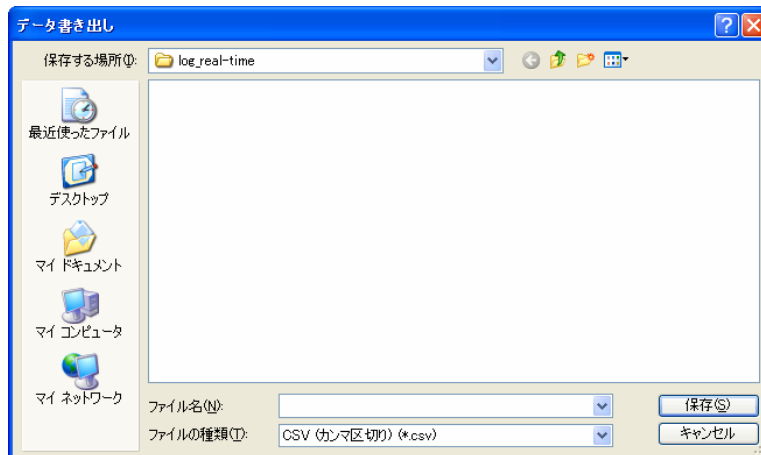 データ書き出し
保存する場所(I):
log_real-time
最近使ったファイル
デスクトップ
マイ ドキュメント
マイ コンピュータ
マイ ネットワーク
ファイル名(N):
保存(S)
ファイルの種類(T):
CSV (カンマ区切り) (*.csv)
キャンセル